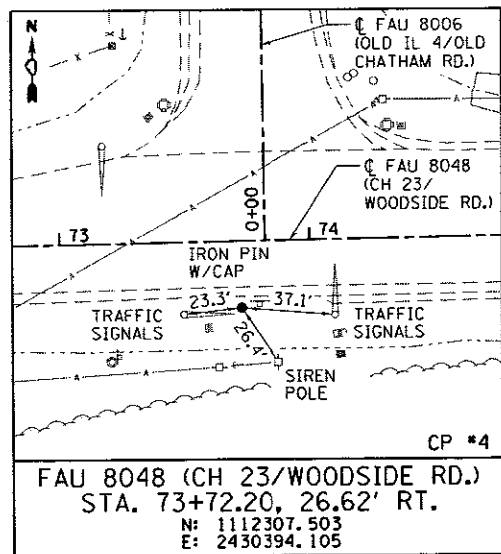 N
℄ FAU 8006
(OLD IL 4/OLD
CHATHAM RD.)
℄ FAU 8048
(CH 23/
WOODSIDE RD.)
0+00
73
74
IRON PIN
W/CAP
23.3'
37.1'
26.4'
TRAFFIC
SIGNALS
TRAFFIC
SIGNALS
SIREN
POLE
CP #4
FAU 8048 (CH 23/WOODSIDE RD.)
STA. 73+72.20, 26.62' RT.
N: 1112307.503
E: 2430394.105